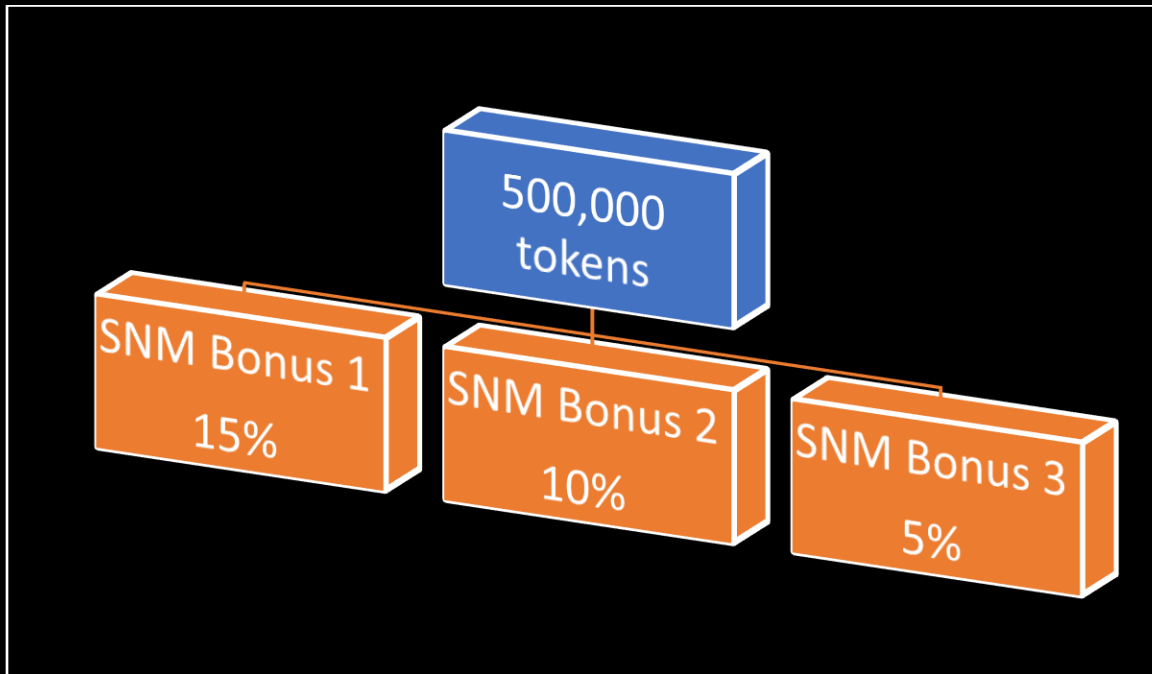 500,000
tokens
SNM Bonus 1
15%
SNM Bonus 2
10%
SNM Bonus 3
5%